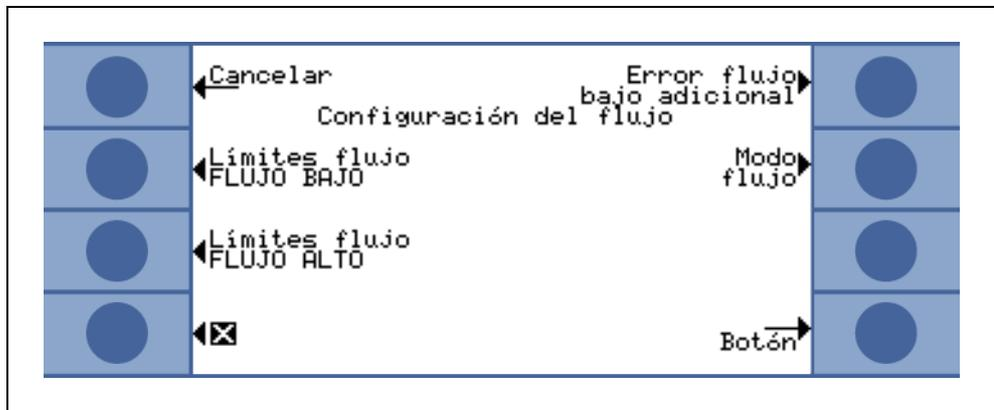 Cancelar
Error flujo
bajo adicional
Configuración del flujo
Límites flujo
FLUJO BAJO
Modo
flujo
Límites flujo
FLUJO ALTO
Botón